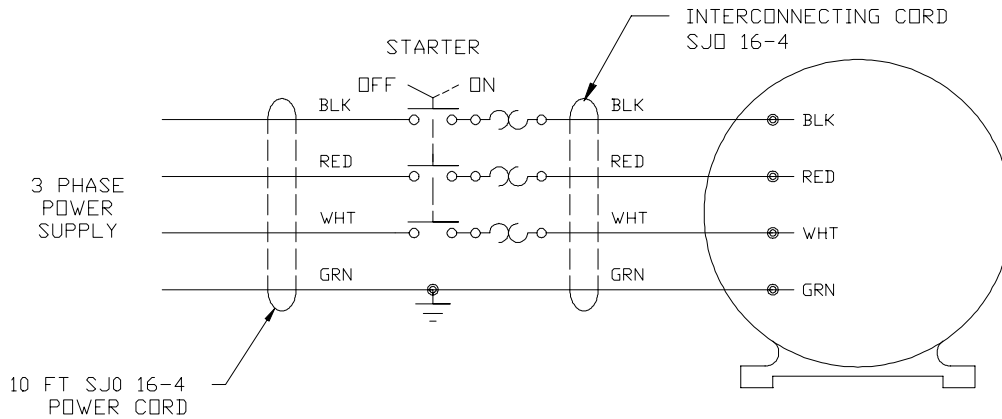 INTERCONNECTING CORD
SJO 16-4
STARTER
OFF ON
BLK BLK BLK
RED RED RED
3 PHASE
POWER
SUPPLY
WHT WHT WHT
GRN GRN GRN
10 FT SJO 16-4
POWER CORD